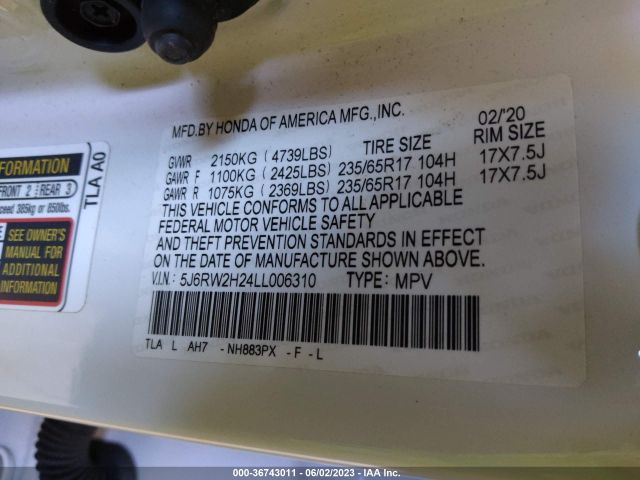 MFD.BY HONDA OF AMERICA MFG.,INC. 02/'20
TIRE SIZE RIM SIZE
GVWR 2150KG (4739LBS)
GAWR F 1100KG (2425LBS) 235/65R17 104H 17X7.5J
GAWR R 1075KG (2369LBS) 235/65R17 104H 17X7.5J
THIS VEHICLE CONFORMS TO ALL APPLICABLE
FEDERAL MOTOR VEHICLE SAFETY
AND THEFT PREVENTION STANDARDS IN EFFECT
ON THE DATE OF MANUFACTURE SHOWN ABOVE.
V.I.N.: 5J6RW2H24LL006310 TYPE: MPV
TLA L AH7 - NH883PX - F - L
FORMATION
FRONT 2 REAR 3
385kg or 850lbs.
SEE OWNER'S
MANUAL FOR
ADDITIONAL
INFORMATION
TLA A0
000-36743011 - 06/02/2023 - IAA Inc.